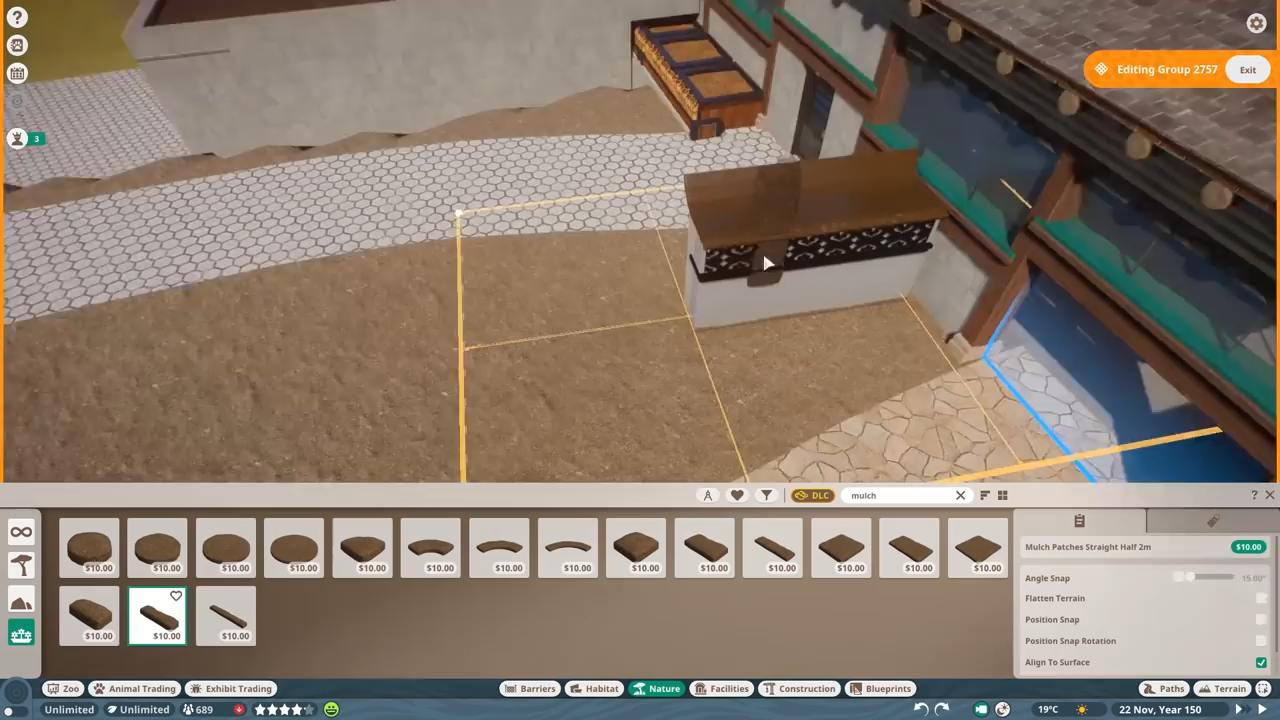 ?
Editing Group 2757 Exit
3
DLC mulch
?
$10.00 $10.00 $10.00 $10.00 $10.00 $10.00 $10.00 $10.00 $10.00 $10.00 $10.00 $10.00 $10.00 $10.00
$10.00 $10.00 $10.00
Mulch Patches Straight Half 2m $10.00
Angle Snap 15.00°
Flatten Terrain
Position Snap
Position Snap Rotation
Align To Surface
Zoo Animal Trading Exhibit Trading Barriers Habitat Nature Facilities Construction Blueprints Paths Terrain
Unlimited Unlimited 689 19°C 22 Nov, Year 150